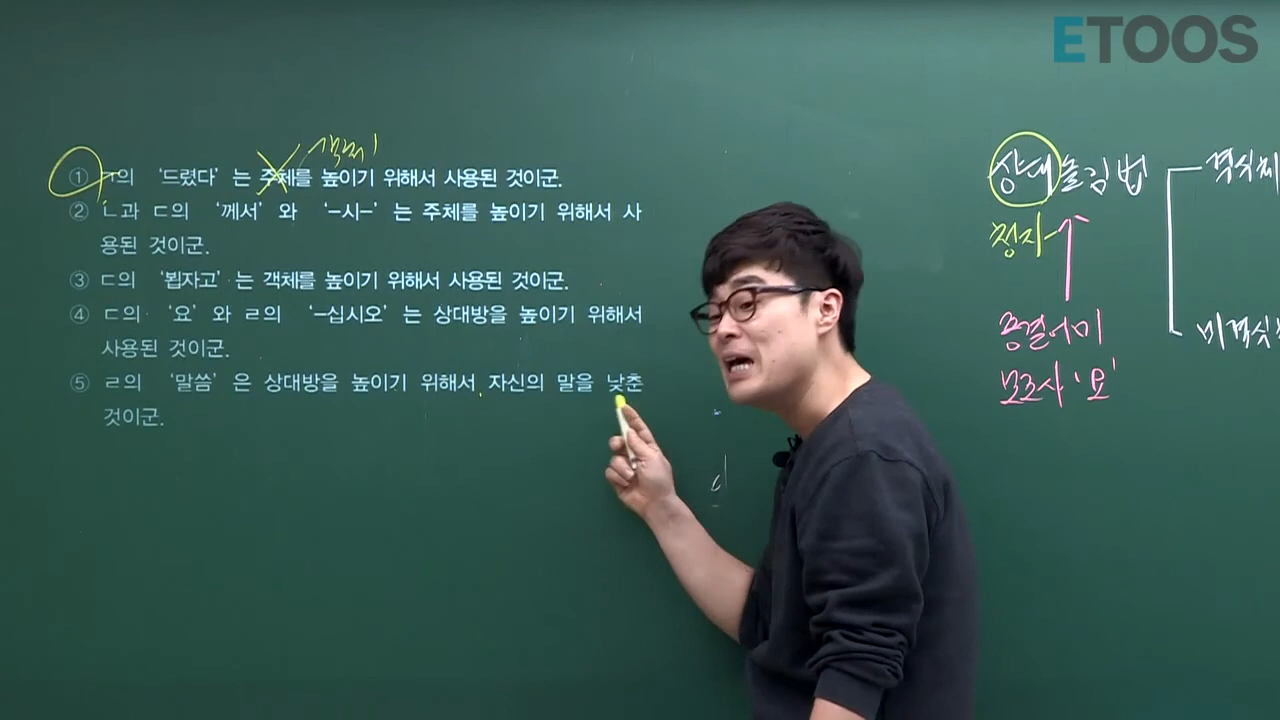 ETOOS
객체
① ㄱ의 ‘드렸다’ 는 주체를 높이기 위해서 사용된 것이군.
② ㄴ과 ㄷ의 ‘께서’ 와 ‘-시-’ 는 주체를 높이기 위해서 사
용된 것이군.
③ ㄷ의 ‘뵙자고’ 는 객체를 높이기 위해서 사용된 것이군.
④ ㄷ의 ‘요’ 와 ㄹ의 ‘-십시오’ 는 상대방을 높이기 위해서
사용된 것이군.
⑤ ㄹ의 ‘말씀’ 은 상대방을 높이기 위해서 자신의 말을 낮춘
것이군.
상대높임법
격식체
청자
종결어미
비격식
보조사 ‘요’